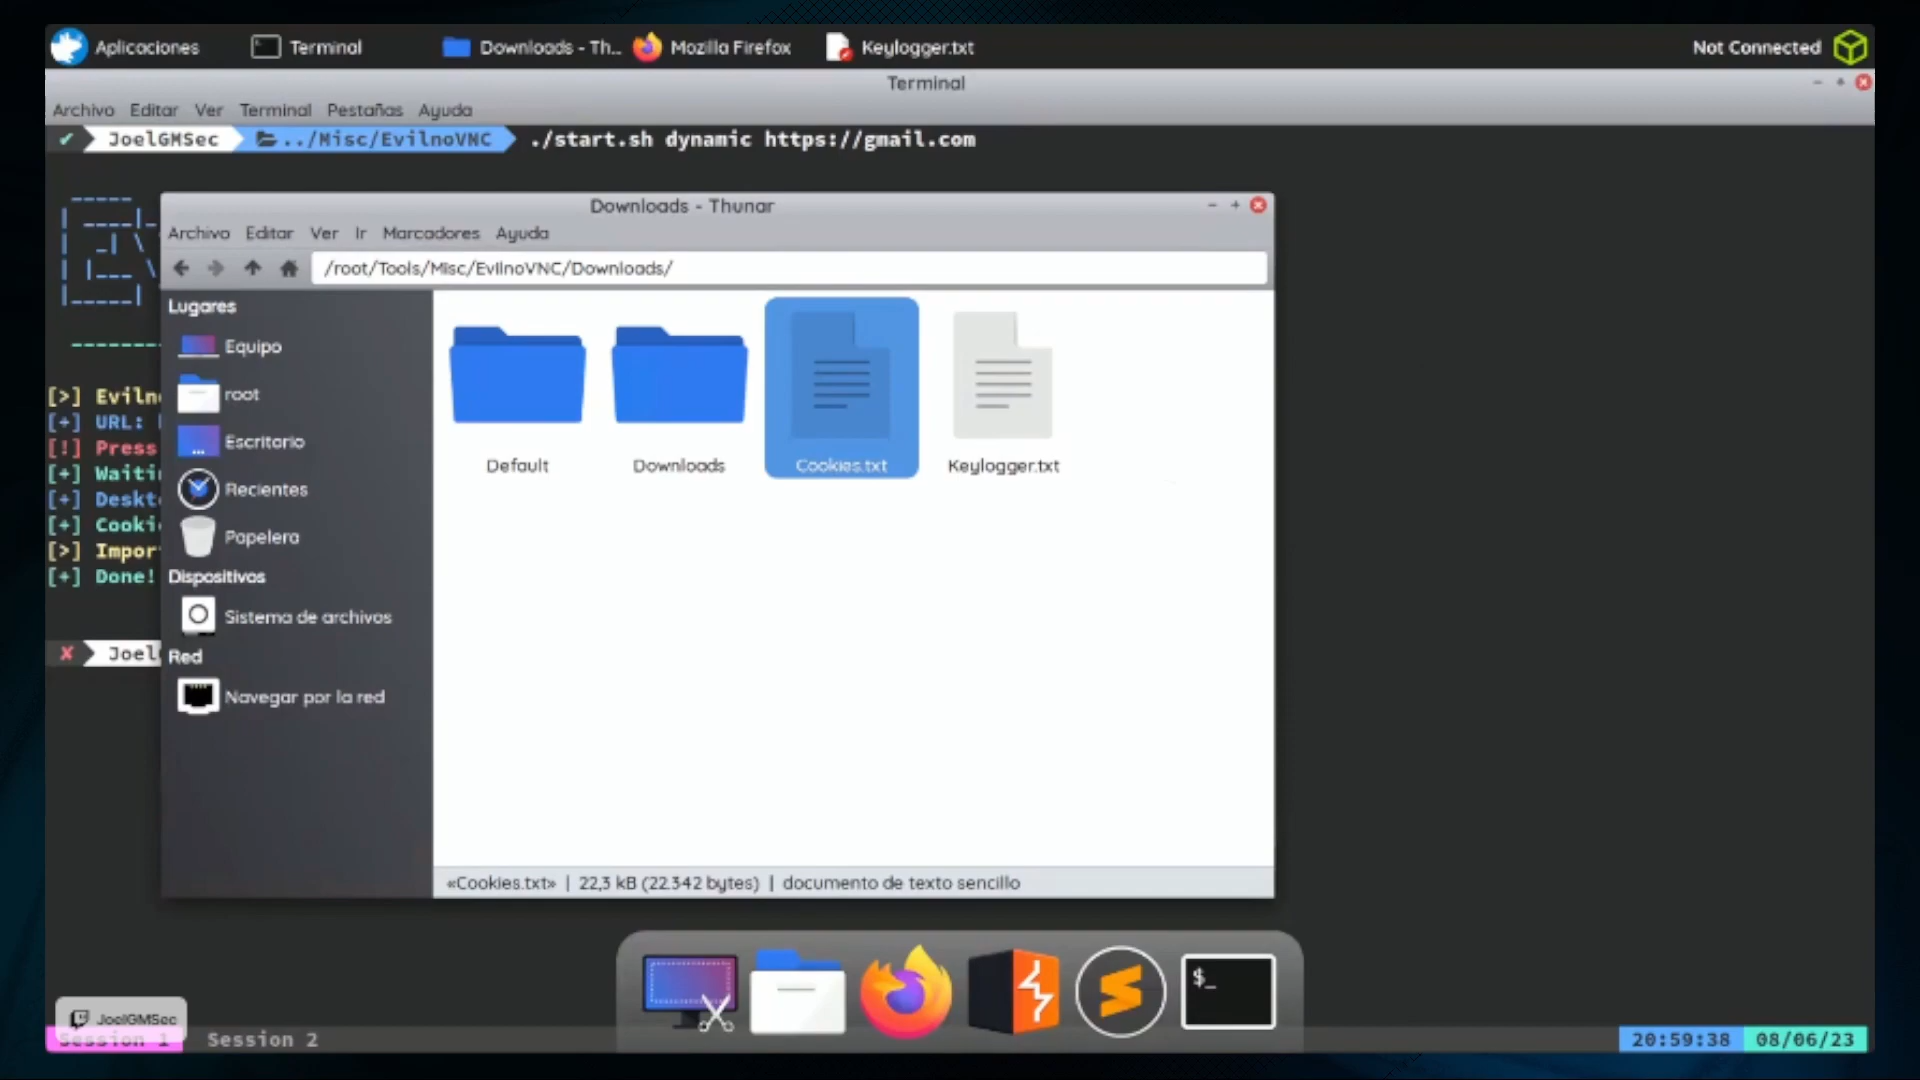 Aplicaciones
Terminal
Downloads - Th...
Mozilla Firefox
Keylogger.txt
Not Connected
Terminal
Archivo Editar Ver Terminal Pestañas Ayuda
✔ JoelGMSec ../Misc/EvilnoVNC ./start.sh dynamic https://gmail.com
Downloads - Thunar
Archivo Editar Ver Ir Marcadores Ayuda
/root/Tools/Misc/EvilnoVNC/Downloads/
Lugares
Equipo
root
Escritorio
Recientes
Papelera
Dispositivos
Sistema de archivos
Red
Navegar por la red
Default
Downloads
Cookies.txt
Keylogger.txt
«Cookies.txt» | 22,3 kB (22.342 bytes) | documento de texto sencillo
[>] Eviln
[+] URL:
[!] Press
[+] Waiti
[+] Deskt
[+] Cooki
[>] Impor
[+] Done!
✘ Joel
$_
JoelGMSec
Session 1 Session 2
20:59:38 08/06/23